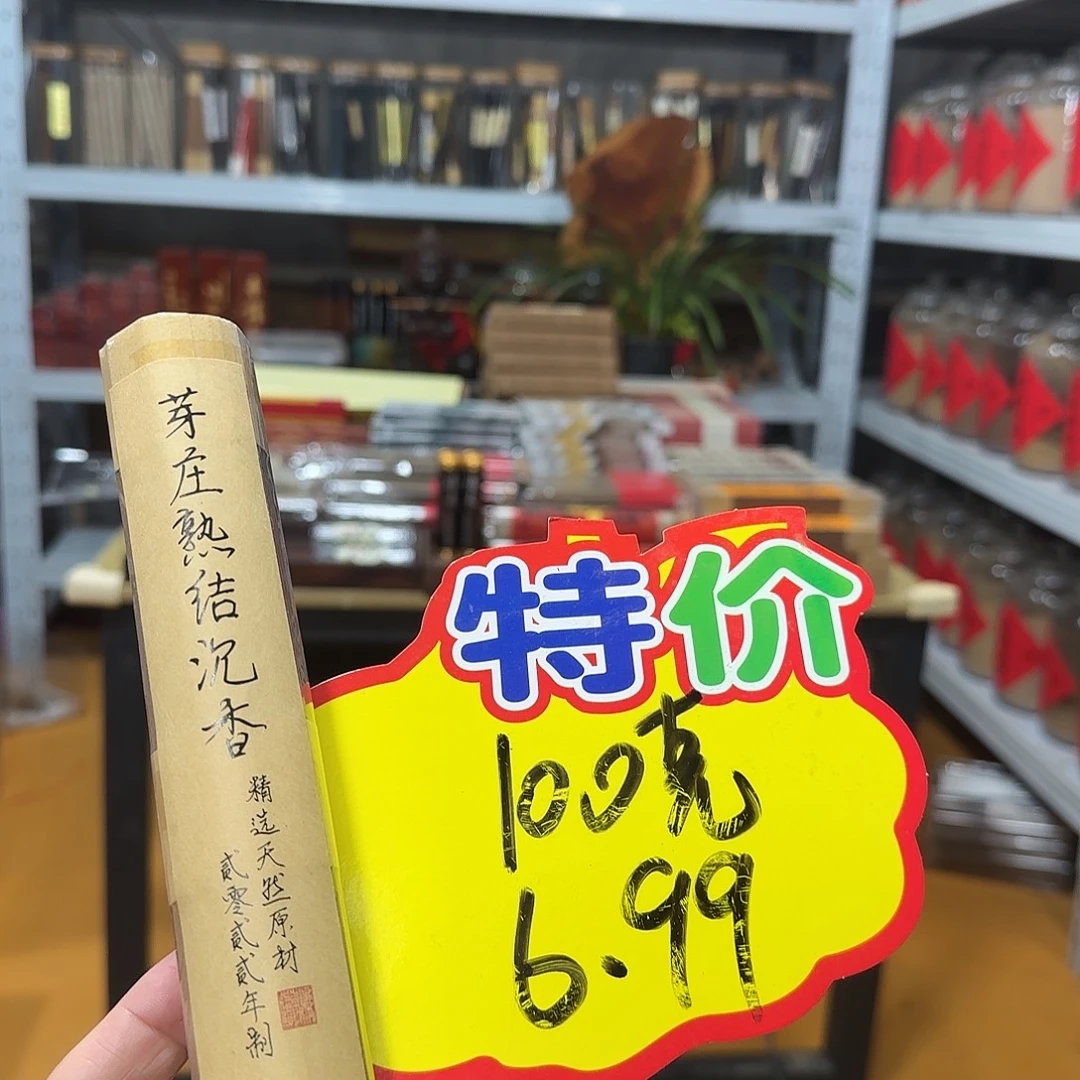 芽庄熟结沉香
精选天然原材
贰零贰贰年制
特价
100克
6.99